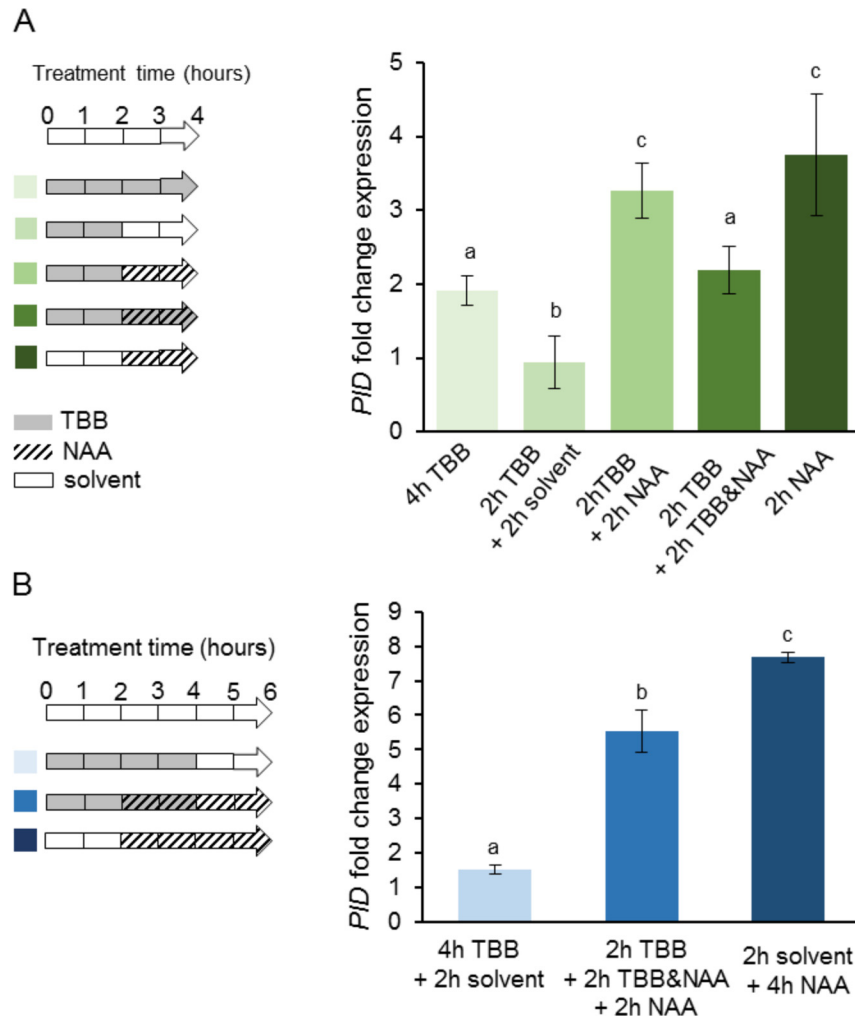 A
Treatment time (hours)
0 1 2 3 4
TBB
NAA
solvent
PID fold change expression
5
4
3
2
1
0
a
b
c
a
c
4h TBB
2h TBB
+ 2h solvent
2hTBB
+ 2h NAA
2h TBB
+ 2h TBB&NAA
2h NAA
B
Treatment time (hours)
0 1 2 3 4 5 6
PID fold change expression
9
8
7
6
5
4
3
2
1
0
a
b
c
4h TBB
+ 2h solvent
2h TBB
+ 2h TBB&NAA
+ 2h NAA
2h solvent
+ 4h NAA